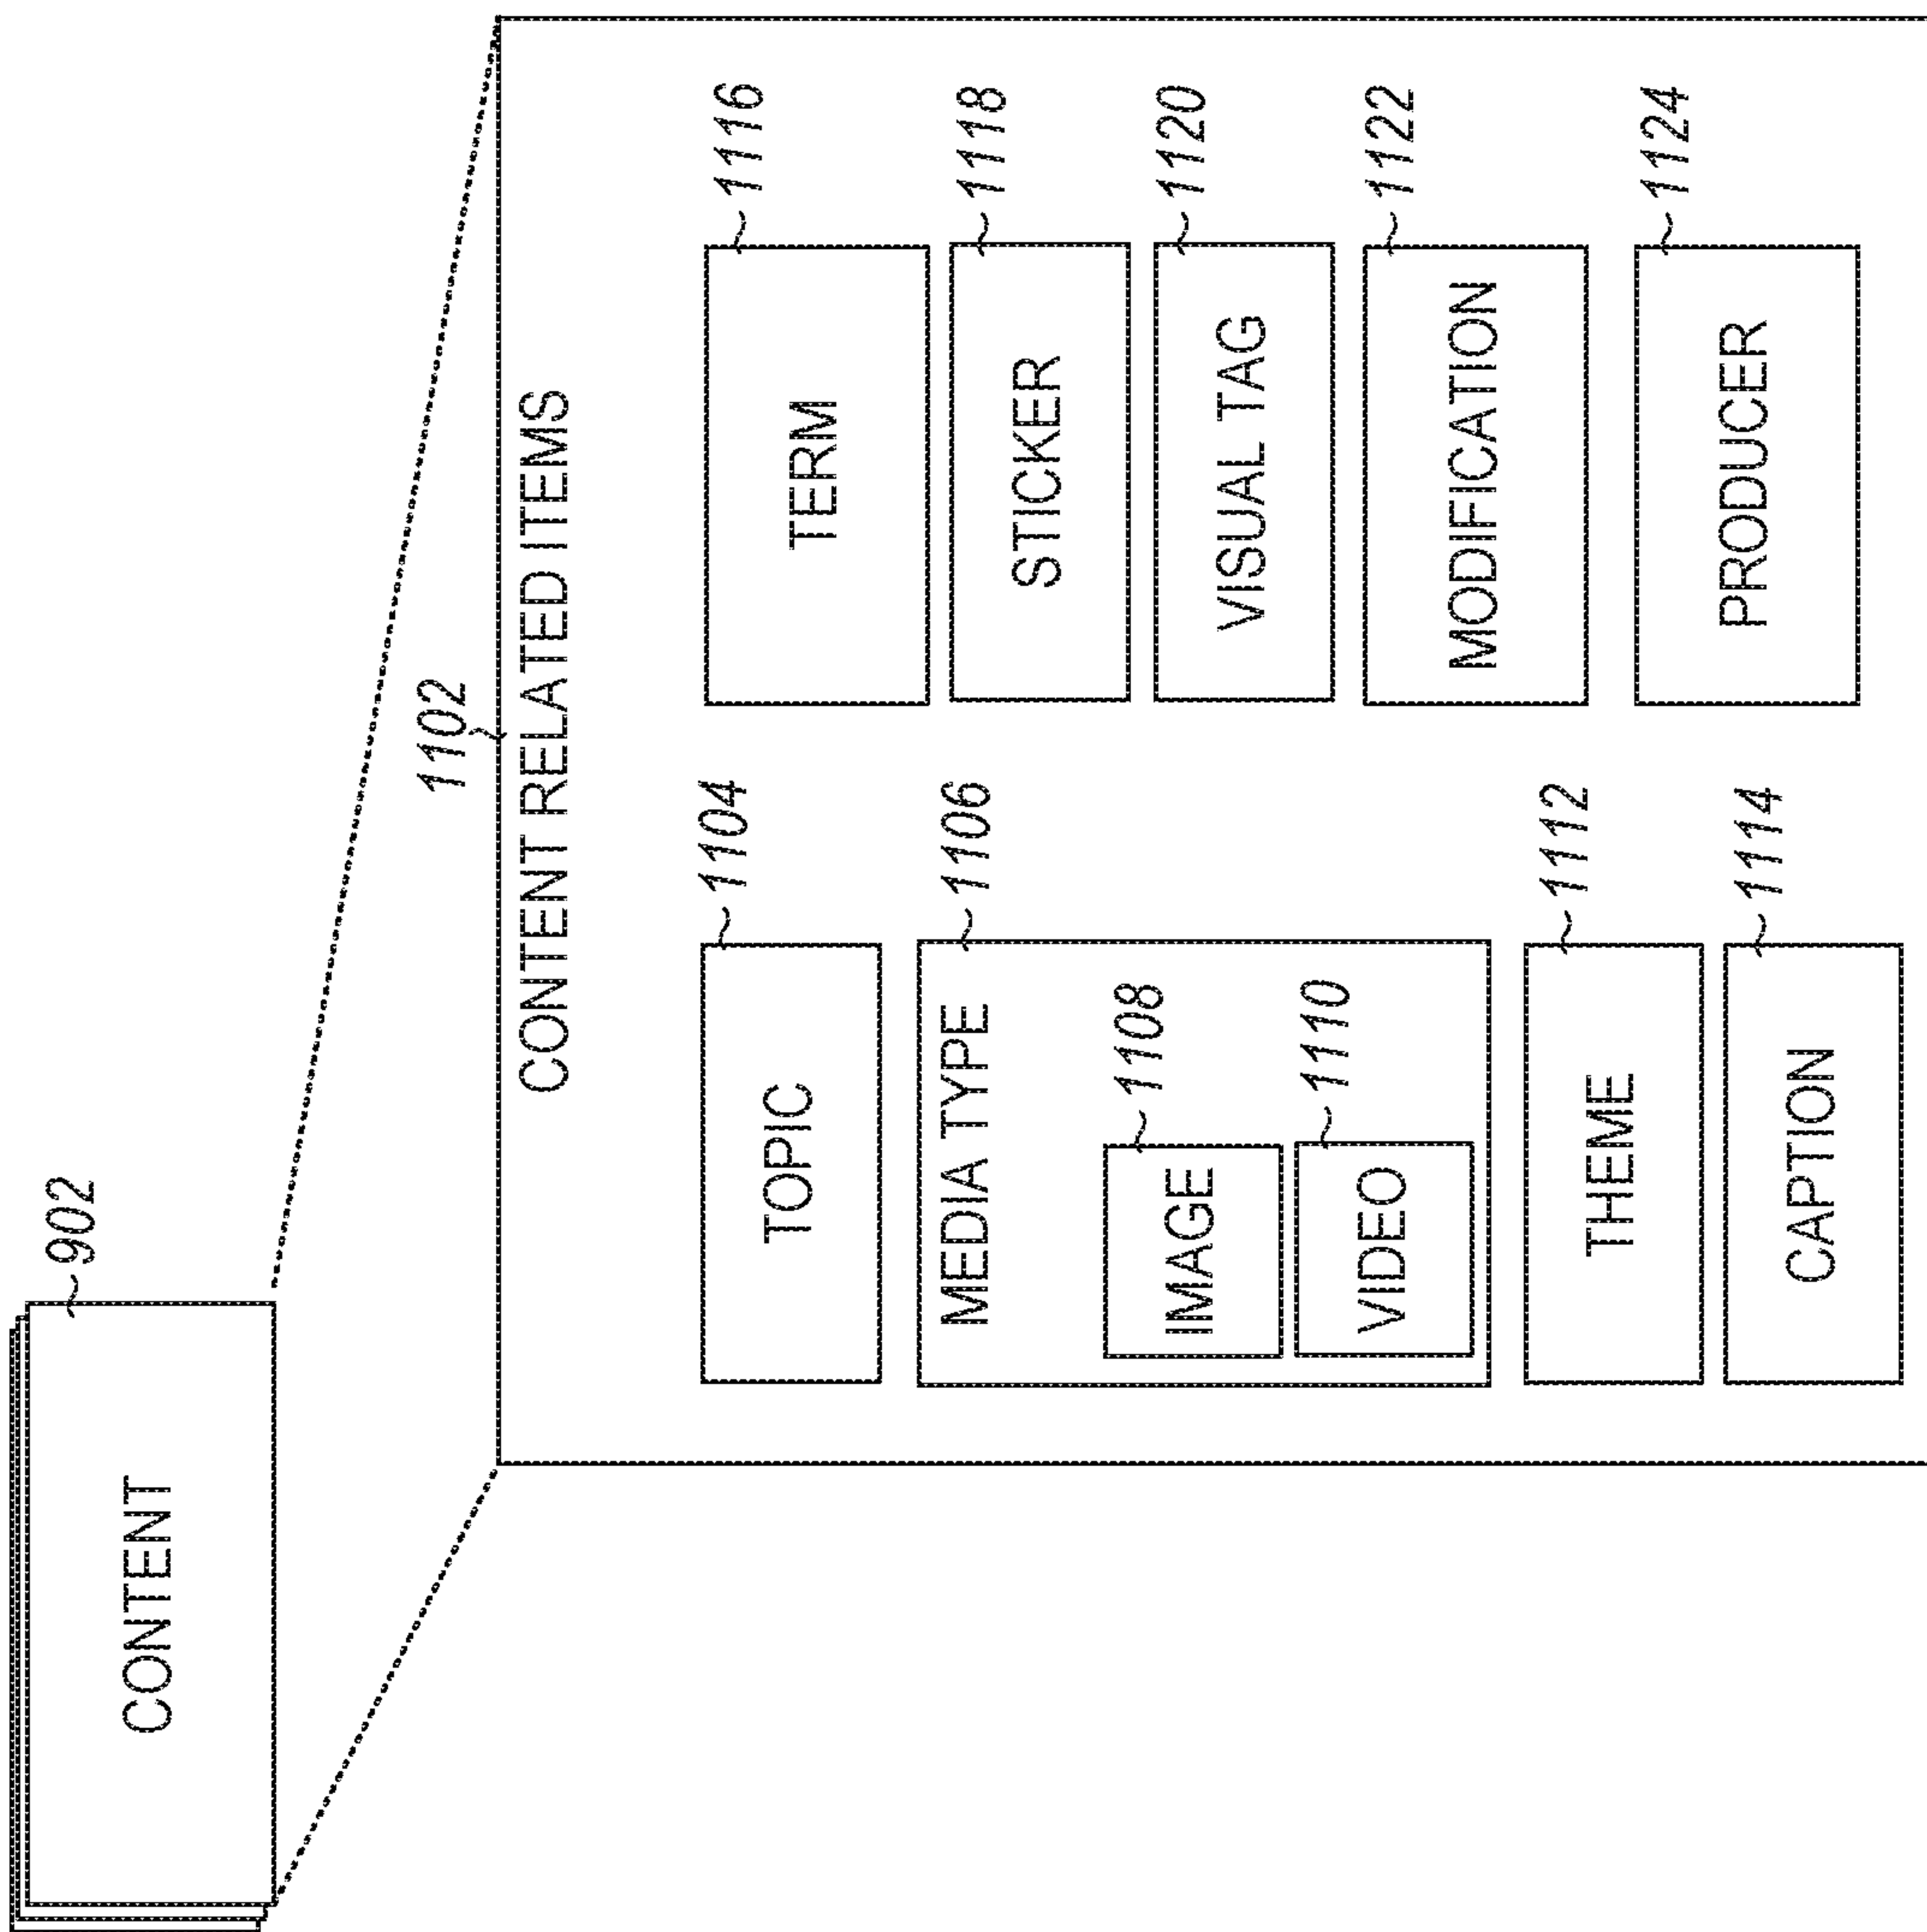 CONTENT
902
1102
CONTENT RELATED ITEMS
TOPIC
1104
MEDIA TYPE
1106
IMAGE
1108
VIDEO
1110
THEME
1112
CAPTION
1114
TERM
1116
STICKER
1118
VISUAL TAG
1120
MODIFICATION
1122
PRODUCER
1124